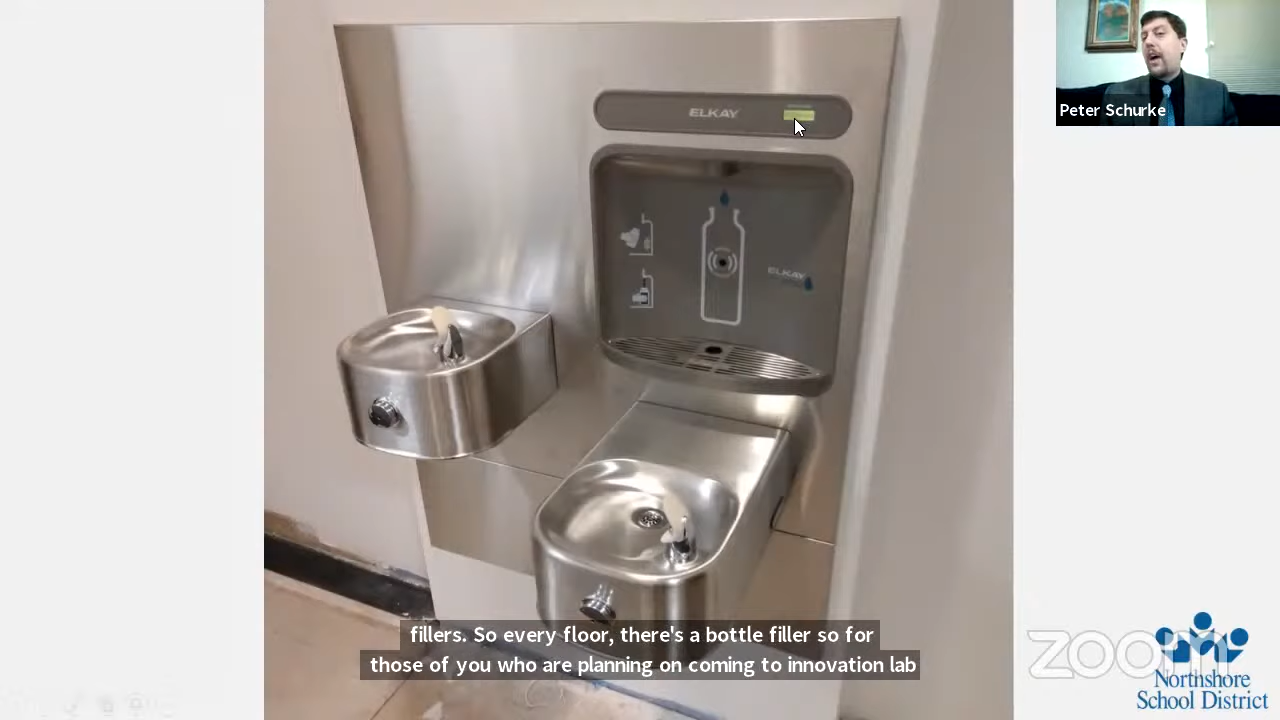 ELKAY
ELKAY
Peter Schurke
fillers. So every floor, there's a bottle filler so for
those of you who are planning on coming to innovation lab
zoom
Northshore
School District